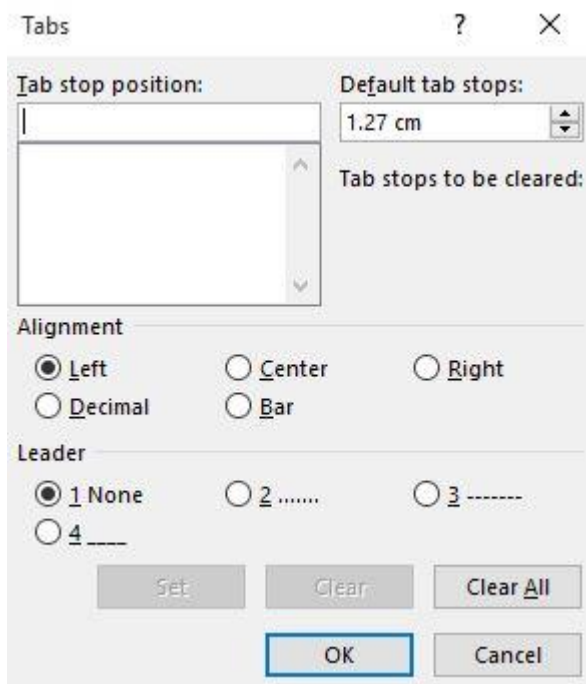 Tabs ? ×
Tab stop position: Default tab stops:
1.27 cm
Tab stops to be cleared:
Alignment
Left Center Right
Decimal Bar
Leader
1 None 2 ....... 3 -------
4 ____
Set Clear Clear All
OK Cancel